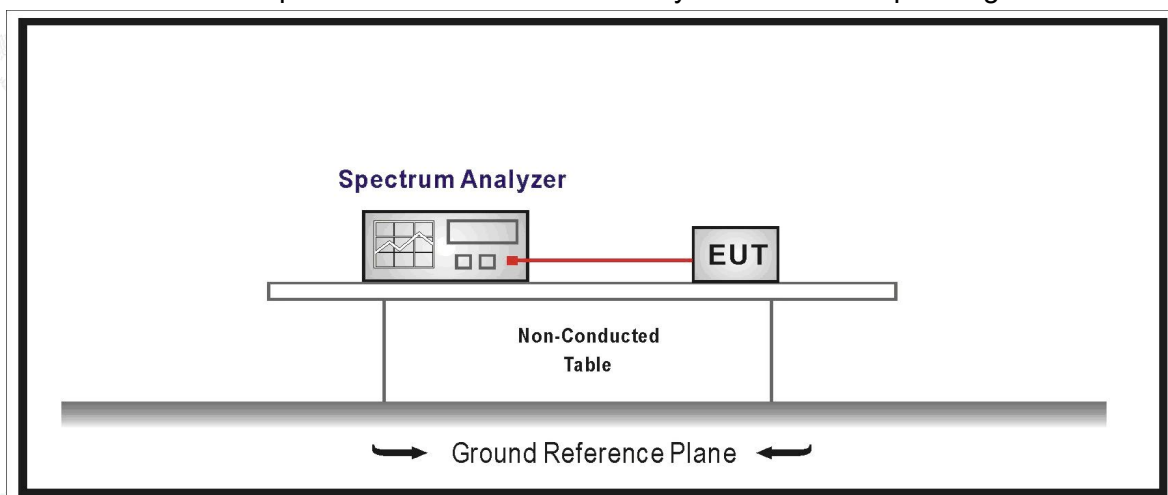 Spectrum Analyzer
EUT
Non-Conducted
Table
Ground Reference Plane